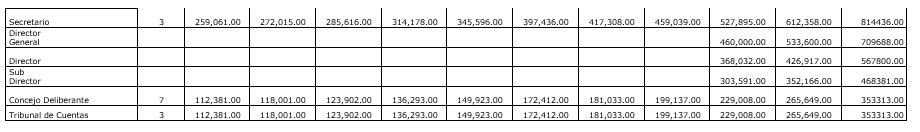 Secretario 3 259,061.00 272,015.00 285,616.00 314,178.00 345,596.00 397,436.00 417,308.00 459,039.00 527,895.00 612,358.00 814436.00
Director
General 460,000.00 533,600.00 709688.00
Director 368,032.00 426,917.00 567800.00
Sub
Director 303,591.00 352,166.00 468381.00
Concejo Deliberante 7 112,381.00 118,001.00 123,902.00 136,293.00 149,923.00 172,412.00 181,033.00 199,137.00 229,008.00 265,649.00 353313.00
Tribunal de Cuentas 3 112,381.00 118,001.00 123,902.00 136,293.00 149,923.00 172,412.00 181,033.00 199,137.00 229,008.00 265,649.00 353313.00